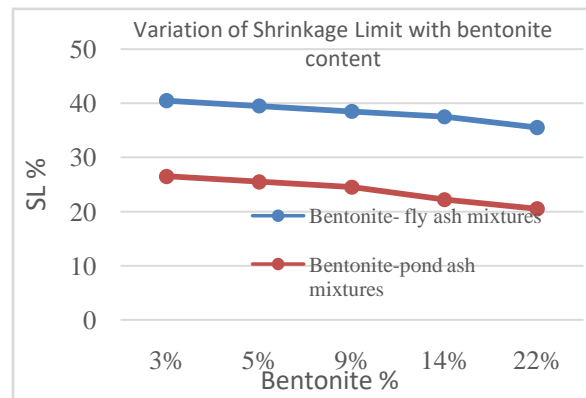 Variation of Shrinkage Limit with bentonite
content
50
40
30
20
10
0
SL %
Bentonite- fly ash mixtures
Bentonite-pond ash
mixtures
3% 5% 9% 14% 22%
Bentonite %